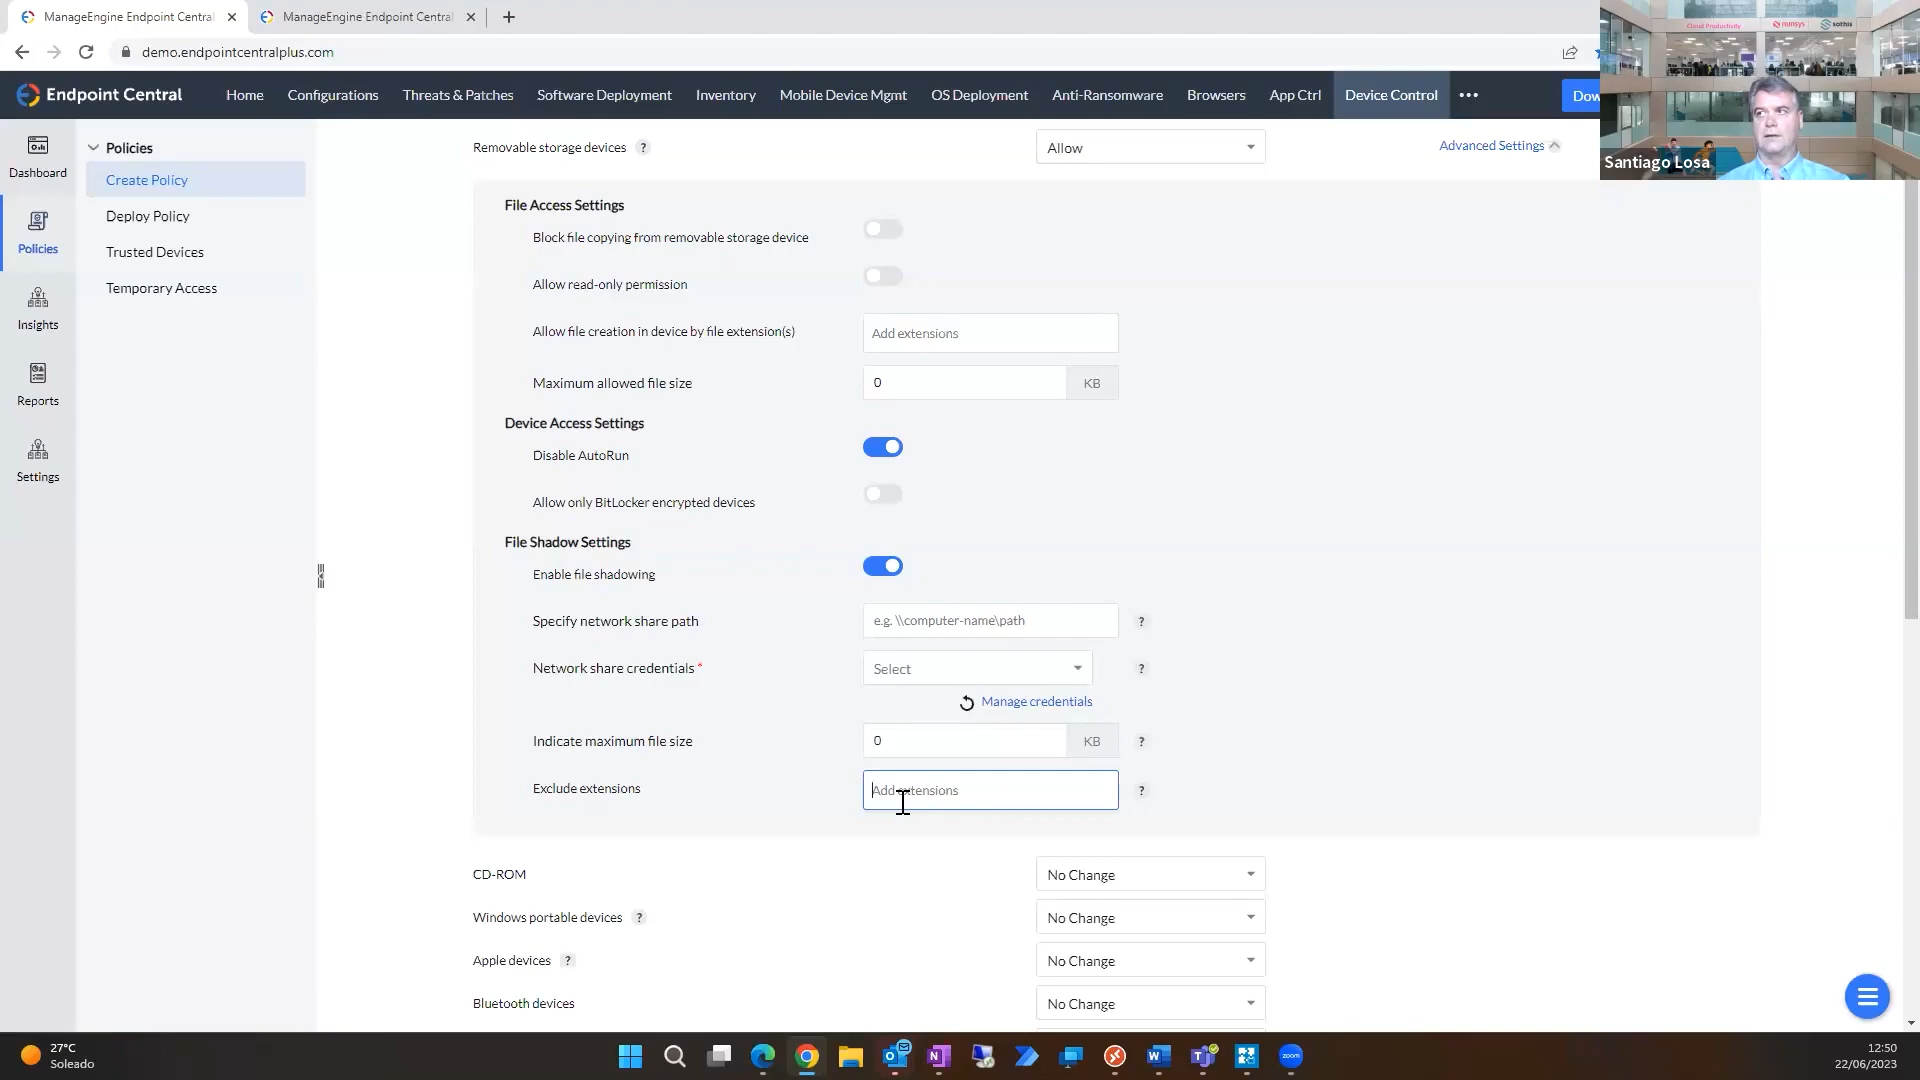 ManageEngine Endpoint Central
ManageEngine Endpoint Central
demo.endpointcentralplus.com
Endpoint Central
Home
Configurations
Threats & Patches
Software Deployment
Inventory
Mobile Device Mgmt
OS Deployment
Anti-Ransomware
Browsers
App Ctrl
Device Control
Dow
Cloud Productivity
nunsys
sothis
Santiago Losa
Dashboard
Policies
Insights
Reports
Settings
Policies
Create Policy
Deploy Policy
Trusted Devices
Temporary Access
Removable storage devices ?
Allow
Advanced Settings
File Access Settings
Block file copying from removable storage device
Allow read-only permission
Allow file creation in device by file extension(s)
Add extensions
Maximum allowed file size
0
KB
Device Access Settings
Disable AutoRun
Allow only BitLocker encrypted devices
File Shadow Settings
Enable file shadowing
Specify network share path
e.g. \\computer-name\path
?
Network share credentials *
Select
?
Manage credentials
Indicate maximum file size
0
KB
?
Exclude extensions
Add extensions
?
CD-ROM
No Change
Windows portable devices ?
No Change
Apple devices ?
No Change
Bluetooth devices
No Change
27°C
Soleado
zoom
12:50
22/06/2023